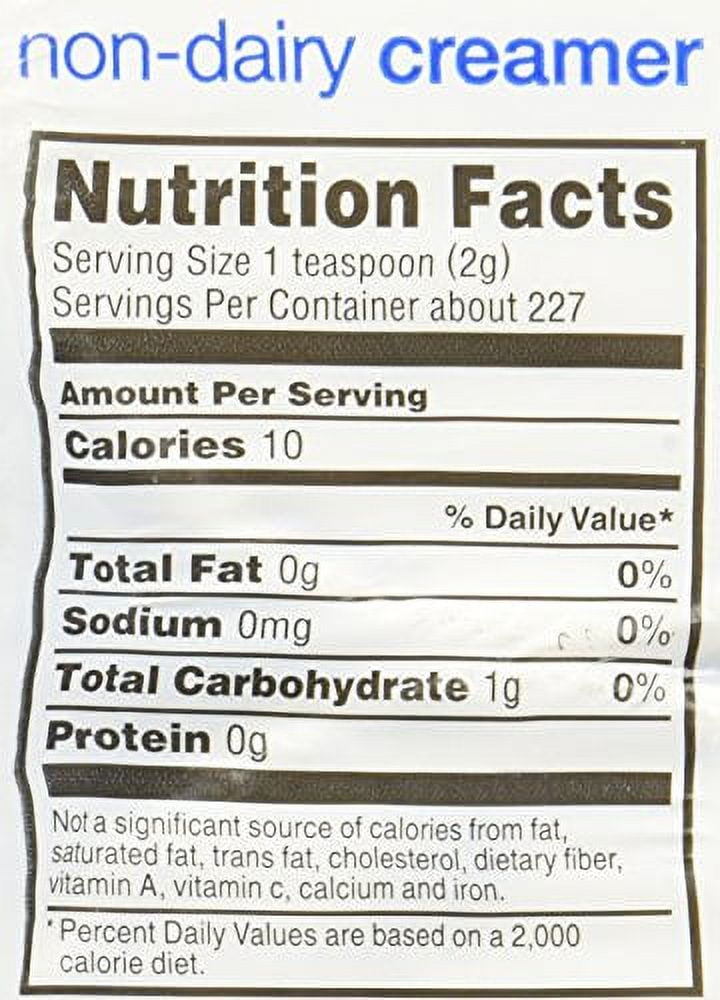 non-dairy creamer
Nutrition Facts
Serving Size 1 teaspoon (2g)
Servings Per Container about 227
Amount Per Serving
Calories 10
% Daily Value*
Total Fat 0g 0%
Sodium 0mg 0%
Total Carbohydrate 1g 0%
Protein 0g
Not a significant source of calories from fat,
saturated fat, trans fat, cholesterol, dietary fiber,
vitamin A, vitamin c, calcium and iron.
*Percent Daily Values are based on a 2,000
calorie diet.